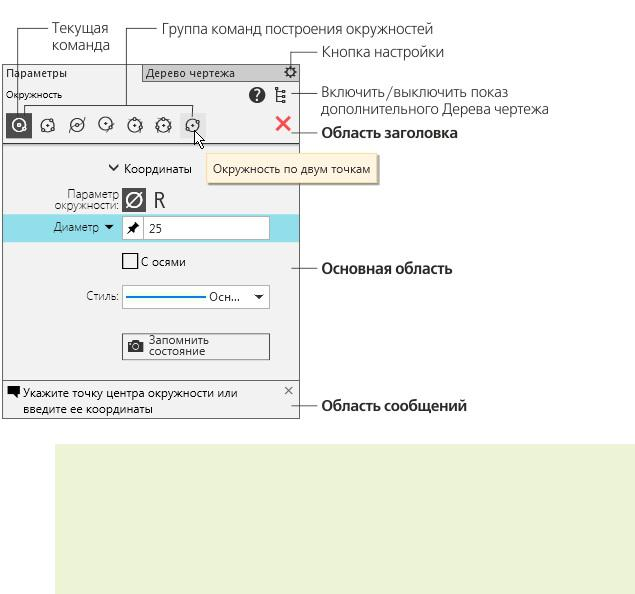 Текущая команда
Группа команд построения окружностей
Кнопка настройки
Параметры
Дерево чертежа
Окружность
Включить/выключить показ
дополнительного Дерева чертежа
Область заголовка
Окружность по двум точкам
Координаты
Параметр
окружности:
R
Диаметр
25
С осями
Основная область
Стиль:
Осн...
Запомнить
состояние
Укажите точку центра окружности или
введите ее координаты
Область сообщений